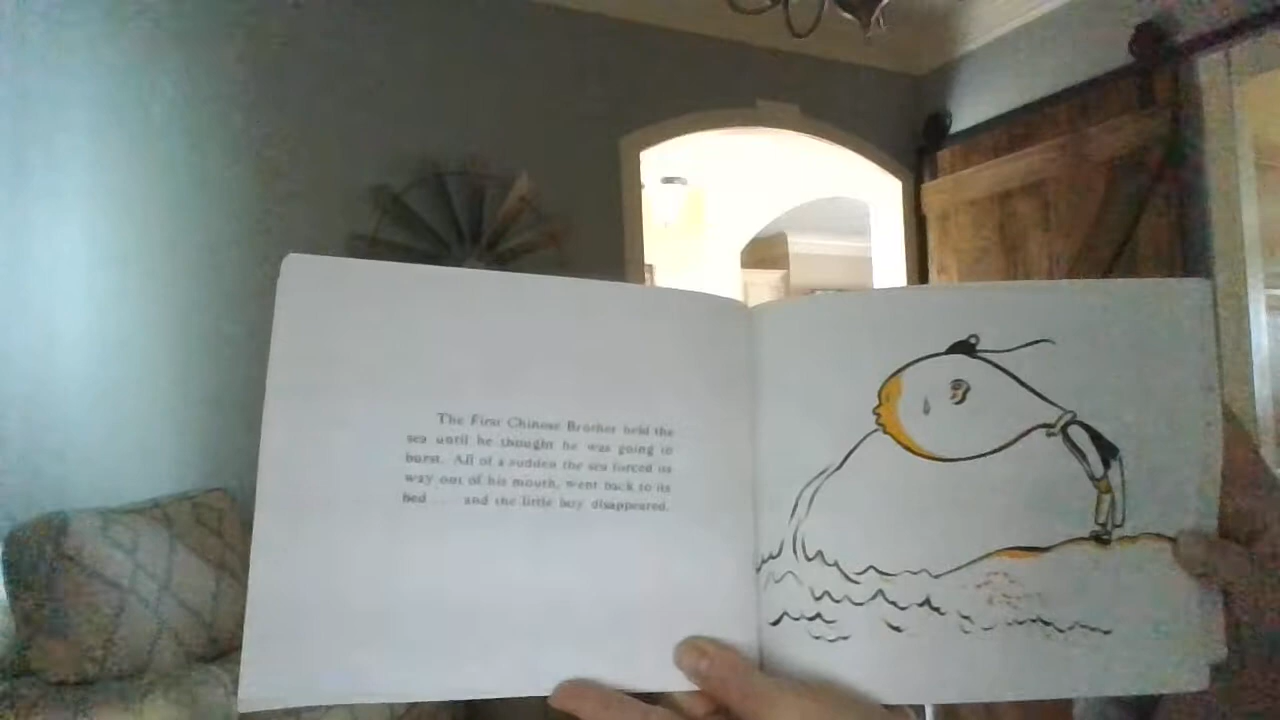 The First Chinese Brother held the
sea until he thought he was going to
burst. All of a sudden the sea forced its
way out of his mouth, went back to its
bed . . . . and the little boy disappeared.